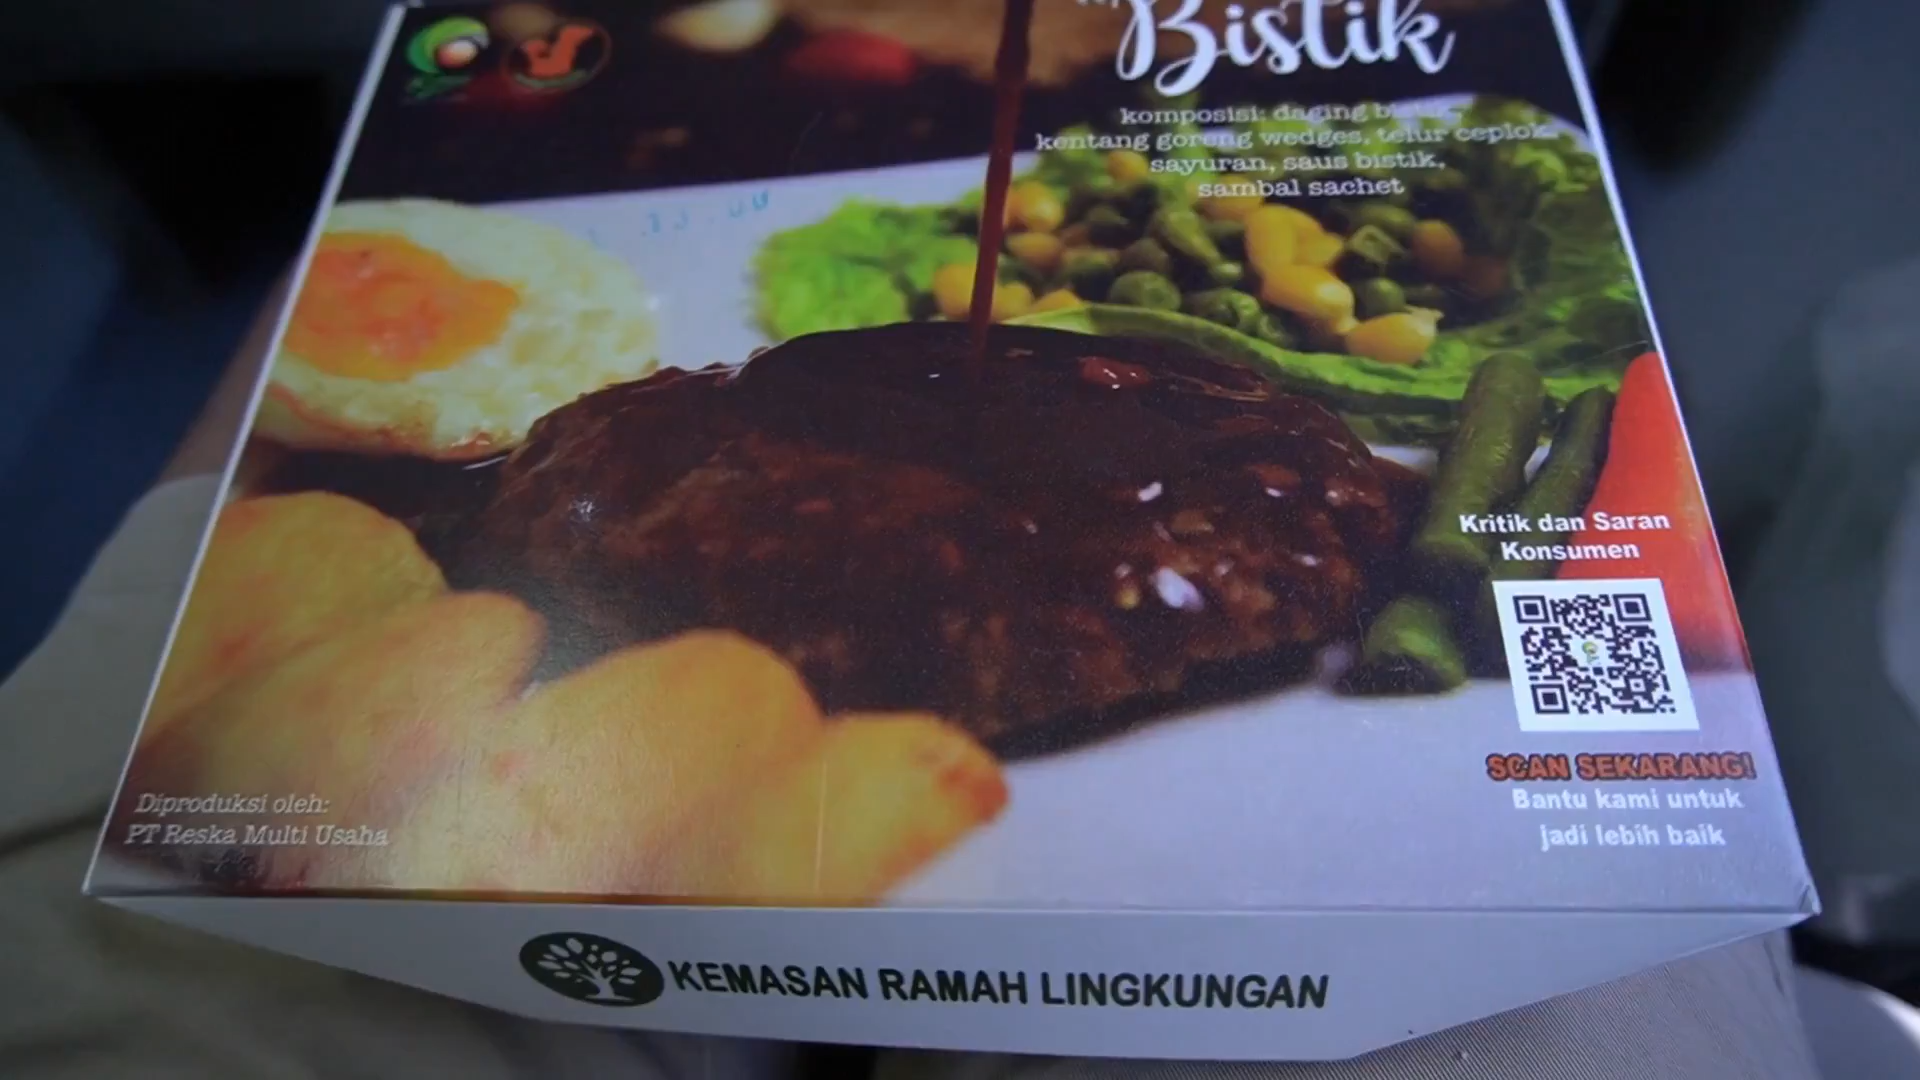 Bistik
komposisi: daging bistik,
kentang goreng wedges, telur ceplok,
sayuran, saus bistik,
sambal sachet
Kritik dan Saran
Konsumen
SCAN SEKARANG!
Bantu kami untuk
jadi lebih baik
Diproduksi oleh:
PT Reska Multi Usaha
KEMASAN RAMAH LINGKUNGAN